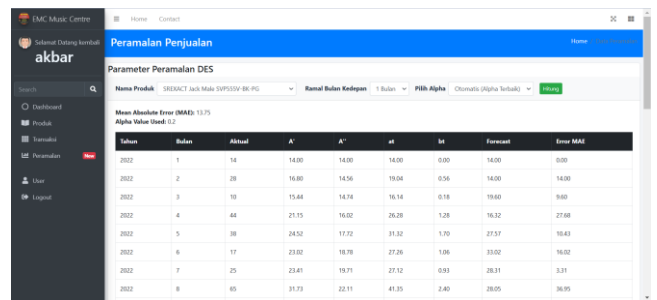 EMC Music Centre
Home Contact
Selamat Datang kembali
akbar
Search
Dashboard
Produk
Transaksi
Peramalan New
User
Logout
Peramalan Penjualan
Home
Parameter Peramalan DES
Nama Produk SREXACT Jack Male SVP535V-BK-PG Ramal Bulan Kedepan 1 Bulan Pilih Alpha Otomatis (Alpha Terbaik) Hitung
Mean Absolute Error (MAE): 13.75
Alpha Value Used: 0.2
Tahun Bulan Aktual A' A'' at bt Forecast Error MAE
2022 1 14 14.00 14.00 14.00 0.00 14.00 0.00
2022 2 28 16.80 14.56 19.04 0.56 14.00 14.00
2022 3 10 15.44 14.74 16.14 0.18 19.60 9.60
2022 4 44 21.15 16.02 26.28 1.28 16.32 27.68
2022 5 38 24.52 17.72 31.32 1.70 27.57 10.43
2022 6 17 23.02 18.78 27.26 1.06 33.02 16.02
2022 7 25 23.41 19.71 27.12 0.93 28.31 3.31
2022 8 65 31.73 22.11 41.35 2.40 28.05 36.95